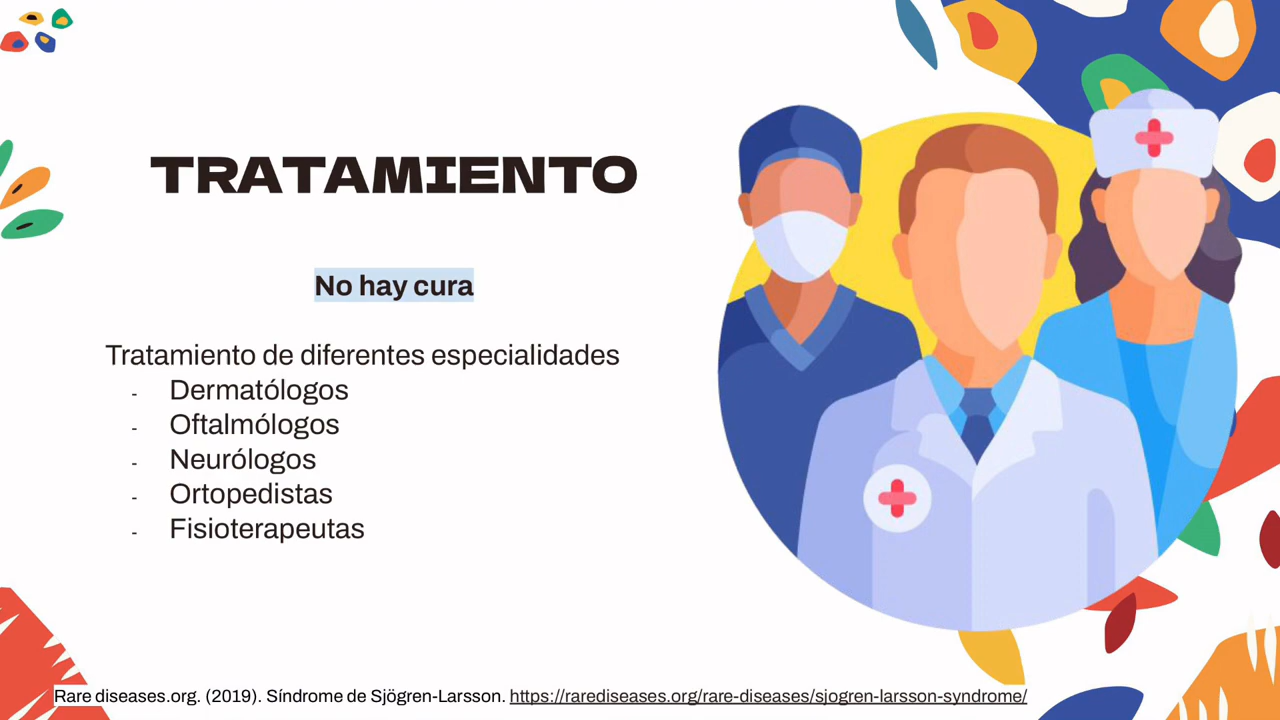 TRATAMIENTO
No hay cura
Tratamiento de diferentes especialidades
- Dermatólogos
- Oftalmólogos
- Neurólogos
- Ortopedistas
- Fisioterapeutas
Rare diseases.org. (2019). Síndrome de Sjögren-Larsson. https://rarediseases.org/rare-diseases/sjogren-larsson-syndrome/